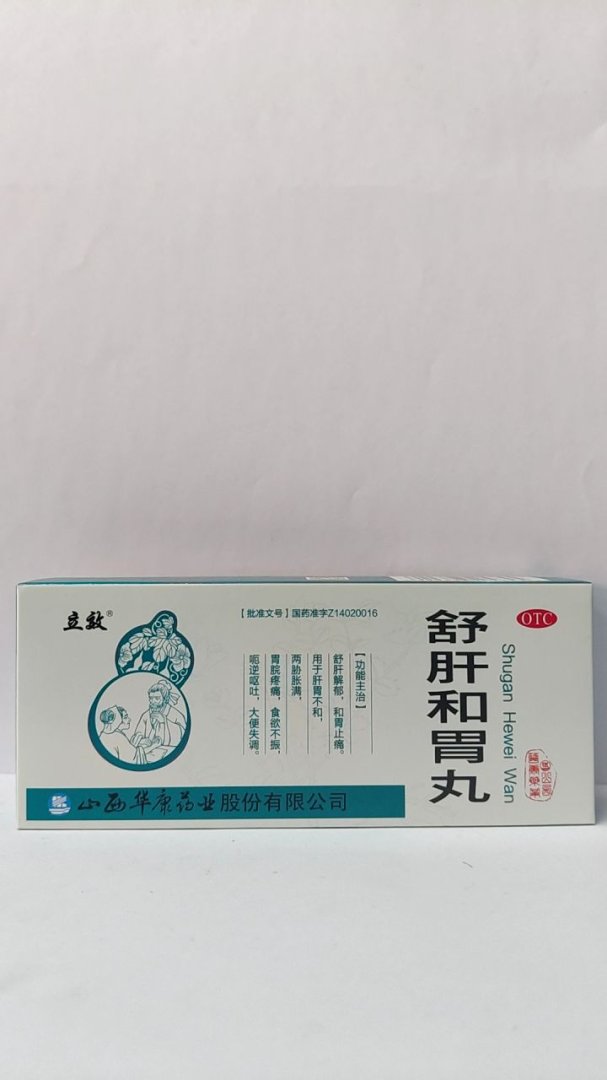 立效®
【批准文号】国药准字Z14020016
OTC
舒肝和胃丸
Shugan Hewei Wan
【功能主治】
舒肝解郁，和胃止痛。
用于肝胃不和，
两胁胀满，
胃脘疼痛，食欲不振，
呃逆呕吐，大便失调。
山西华康药业股份有限公司